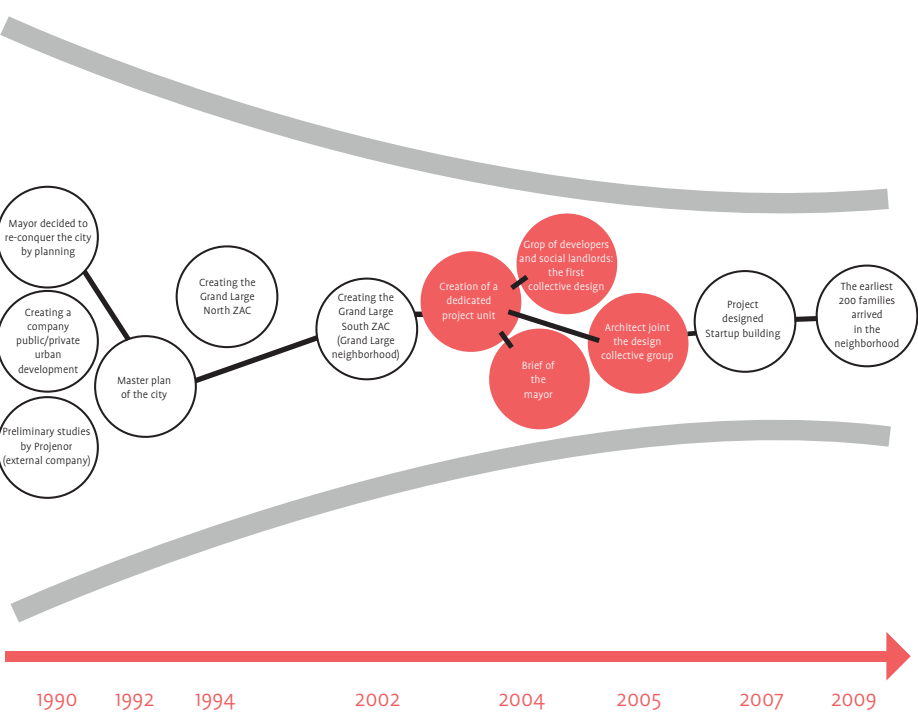 Mayor decided to
re-conquer the city
by planning
Creating a
company
public/private
urban
development
Preliminary studies
by Projenor
(external company)
Master plan
of the city
Creating the
Grand Large
North ZAC
Creating the
Grand Large
South ZAC
(Grand Large
neighborhood)
Creation of a
dedicated
project unit
Grop of developers
and social landlords:
the first
collective design
Brief of
the
mayor
Architect joint
the design
collective group
Project
designed
Startup building
The earliest
200 families
arrived
in the
neighborhood
1990 1992 1994 2002 2004 2005 2007 2009